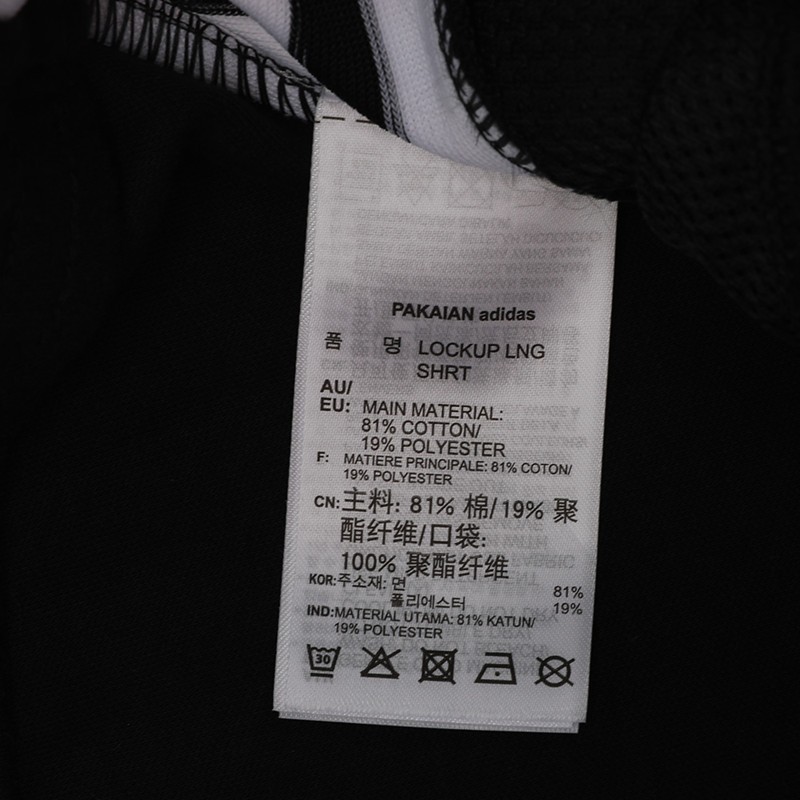 PAKAIAN adidas
품 명 LOCKUP LNG
SHRT
AU/
EU: MAIN MATERIAL:
81% COTTON/
19% POLYESTER
F: MATIERE PRINCIPALE: 81% COTON/
19% POLYESTER
CN:主料: 81% 棉/19% 聚
酯纤维/口袋:
100% 聚酯纤维
KOR:주소재: 면 81%
폴리에스터 19%
IND:MATERIAL UTAMA: 81% KATUN/
19% POLYESTER
30